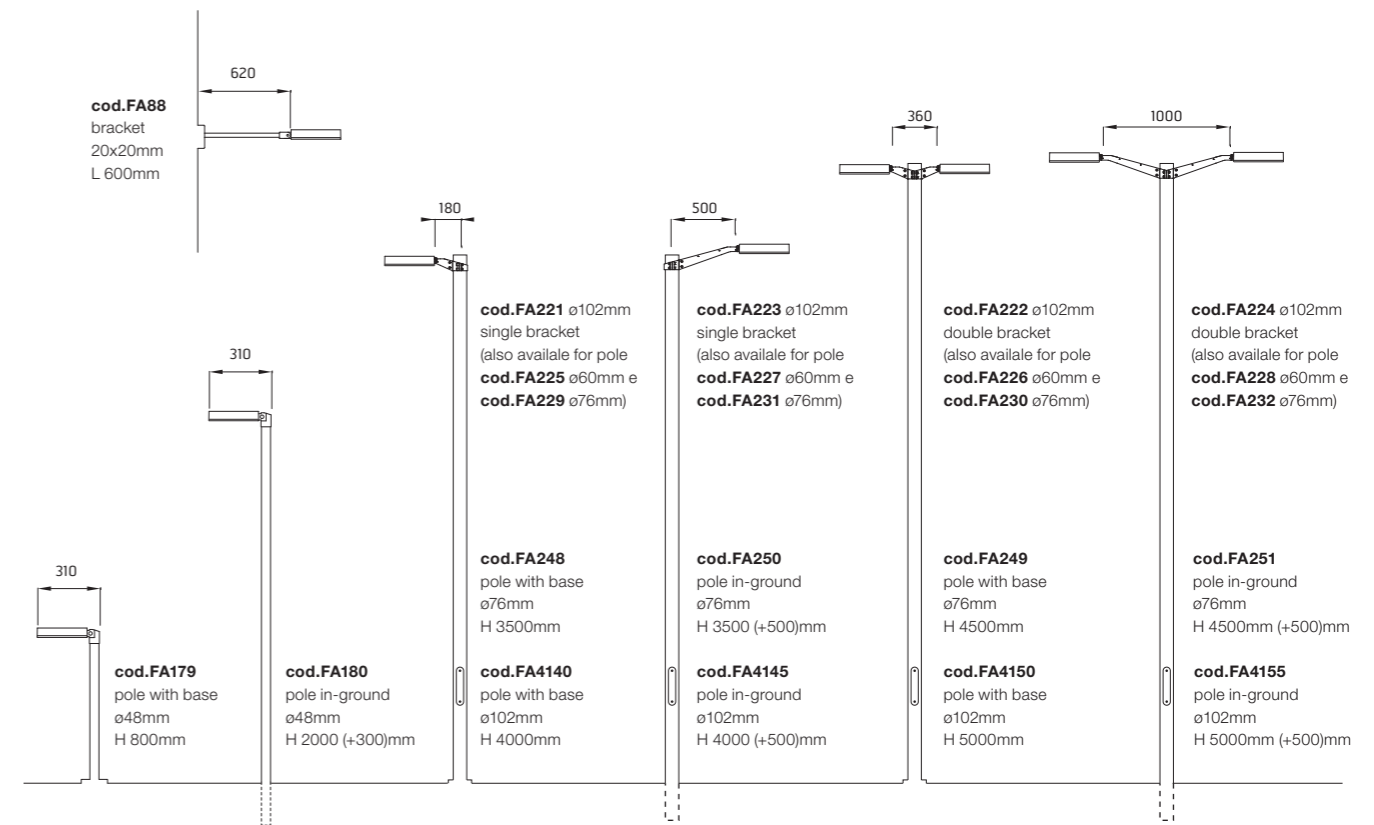 620
cod.FA88
bracket
20x20mm
L 600mm
360
1000
180
500
cod.FA221 ø102mm
single bracket
(also availale for pole
cod.FA225 ø60mm e
cod.FA229 ø76mm)
cod.FA223 ø102mm
single bracket
(also availale for pole
cod.FA227 ø60mm e
cod.FA231 ø76mm)
cod.FA222 ø102mm
double bracket
(also availale for pole
cod.FA226 ø60mm e
cod.FA230 ø76mm)
cod.FA224 ø102mm
double bracket
(also availale for pole
cod.FA228 ø60mm e
cod.FA232 ø76mm)
310
310
cod.FA248
pole with base
ø76mm
H 3500mm
cod.FA250
pole in-ground
ø76mm
H 3500 (+500)mm
cod.FA249
pole with base
ø76mm
H 4500mm
cod.FA251
pole in-ground
ø76mm
H 4500mm (+500)mm
cod.FA179
pole with base
ø48mm
H 800mm
cod.FA180
pole in-ground
ø48mm
H 2000 (+300)mm
cod.FA4140
pole with base
ø102mm
H 4000mm
cod.FA4145
pole in-ground
ø102mm
H 4000 (+500)mm
cod.FA4150
pole with base
ø102mm
H 5000mm
cod.FA4155
pole in-ground
ø102mm
H 5000mm (+500)mm